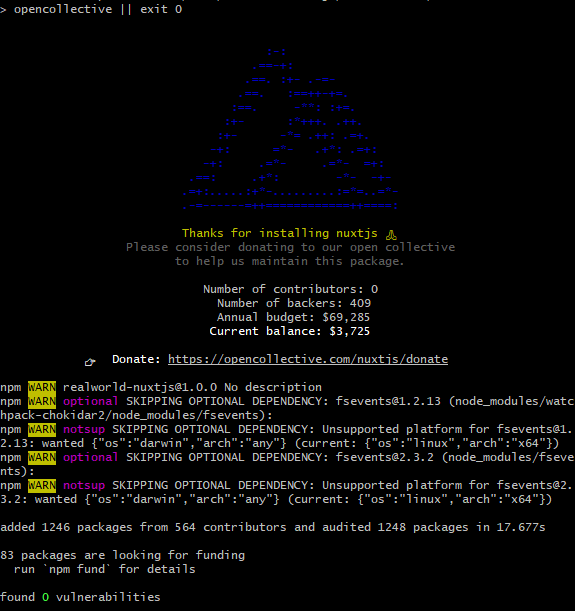 > opencollective || exit 0
Thanks for installing nuxtjs 🙏
Please consider donating to our open collective
to help us maintain this package.
Number of contributors: 0
Number of backers: 409
Annual budget: $69,285
Current balance: $3,725
👉 Donate: https://opencollective.com/nuxtjs/donate
npm WARN realworld-nuxtjs@1.0.0 No description
npm WARN optional SKIPPING OPTIONAL DEPENDENCY: fsevents@1.2.13 (node_modules/watc
hpack-chokidar2/node_modules/fsevents):
npm WARN notsup SKIPPING OPTIONAL DEPENDENCY: Unsupported platform for fsevents@1.
2.13: wanted {"os":"darwin","arch":"any"} (current: {"os":"linux","arch":"x64"})
npm WARN optional SKIPPING OPTIONAL DEPENDENCY: fsevents@2.3.2 (node_modules/fseve
nts):
npm WARN notsup SKIPPING OPTIONAL DEPENDENCY: Unsupported platform for fsevents@2.
3.2: wanted {"os":"darwin","arch":"any"} (current: {"os":"linux","arch":"x64"})
added 1246 packages from 564 contributors and audited 1248 packages in 17.677s
83 packages are looking for funding
run `npm fund` for details
found 0 vulnerabilities